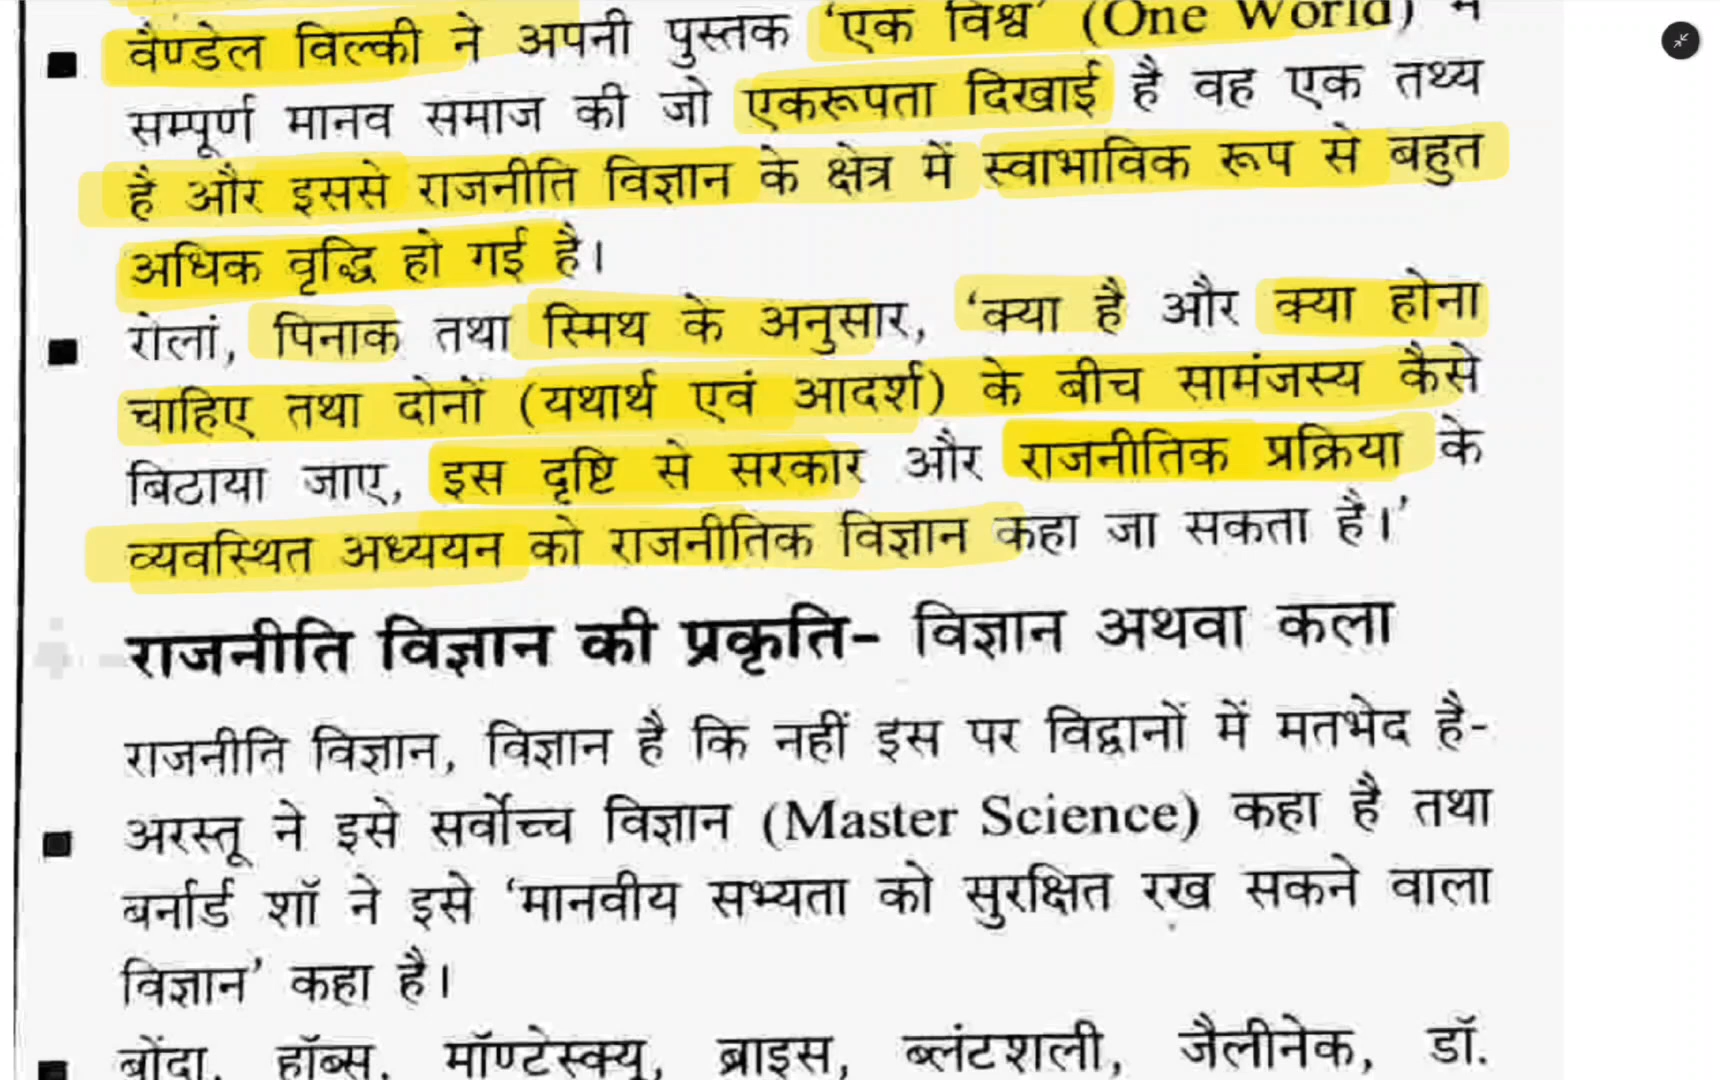 वैण्डेल विल्की ने अपनी पुस्तक ‘एक विश्व’ (One World) में
सम्पूर्ण मानव समाज की जो एकरूपता दिखाई है वह एक तथ्य
है और इससे राजनीति विज्ञान के क्षेत्र में स्वाभाविक रूप से बहुत
अधिक वृद्धि हो गई है।
रोलां, पिनाक तथा स्मिथ के अनुसार, ‘क्या है और क्या होना
चाहिए तथा दोनों (यथार्थ एवं आदर्श) के बीच सामंजस्य कैसे
बिठाया जाए, इस दृष्टि से सरकार और राजनीतिक प्रक्रिया के
व्यवस्थित अध्ययन को राजनीतिक विज्ञान कहा जा सकता है।’
राजनीति विज्ञान की प्रकृति- विज्ञान अथवा कला
राजनीति विज्ञान, विज्ञान है कि नहीं इस पर विद्वानों में मतभेद है-
अरस्तू ने इसे सर्वोच्च विज्ञान (Master Science) कहा है तथा
बर्नार्ड शॉ ने इसे ‘मानवीय सभ्यता को सुरक्षित रख सकने वाला
विज्ञान’ कहा है।
बोंदा, हॉब्स, मॉण्टेस्क्यू, ब्राइस, ब्लंटशली, जैलीनेक, डॉ.